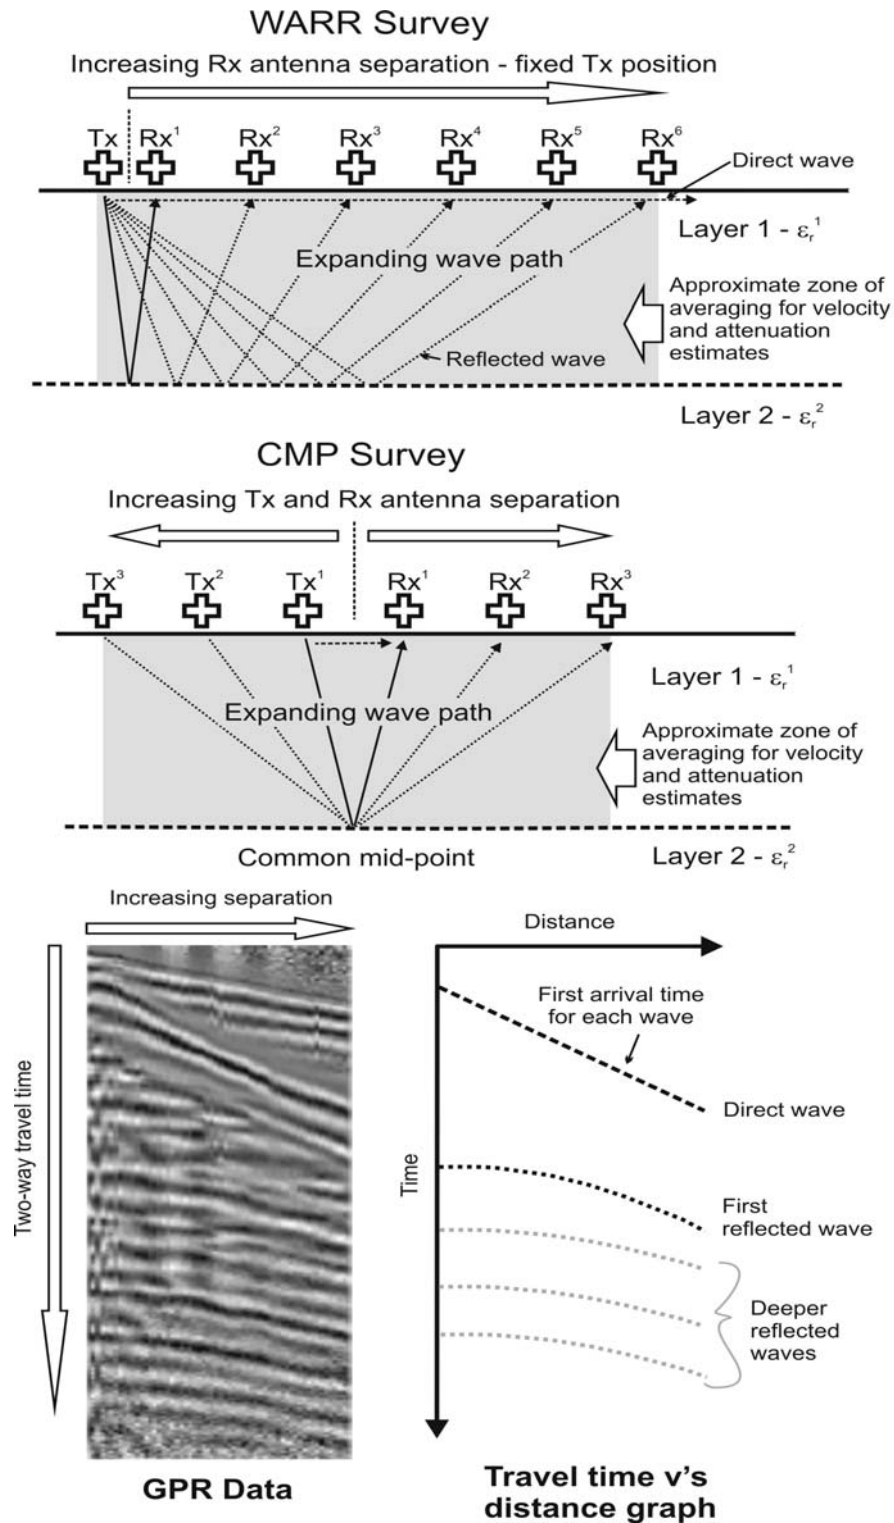 WARR Survey
Increasing Rx antenna separation - fixed Tx position
Tx Rx¹ Rx² Rx³ Rx⁴ Rx⁵ Rx⁶
Direct wave
Layer 1 - εᵣ¹
Expanding wave path
Approximate zone of
averaging for velocity
and attenuation
estimates
Reflected wave
Layer 2 - εᵣ²
CMP Survey
Increasing Tx and Rx antenna separation
Tx³ Tx² Tx¹ Rx¹ Rx² Rx³
Layer 1 - εᵣ¹
Expanding wave path
Approximate zone of
averaging for velocity
and attenuation
estimates
Common mid-point
Layer 2 - εᵣ²
Increasing separation
Two-way travel time
GPR Data
Distance
First arrival time
for each wave
Direct wave
Time
First
reflected wave
Deeper
reflected
waves
Travel time v's
distance graph